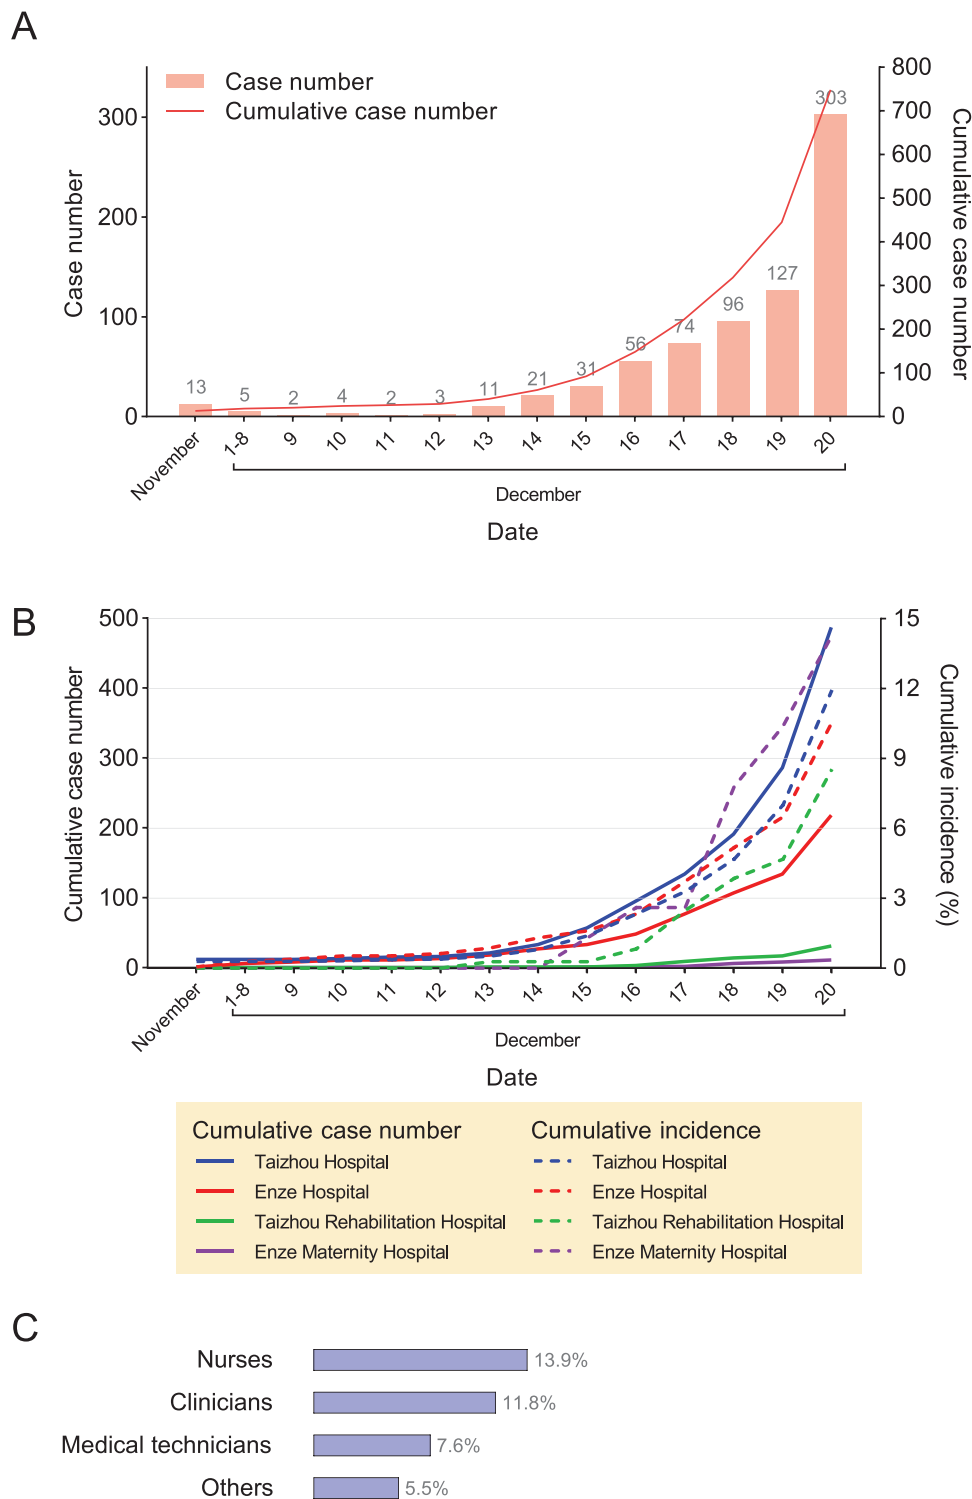 A
Case number
Cumulative case number
300
200
100
0
Case number
800
700
600
500
400
300
200
100
0
Cumulative case number
13
5
2
4
2
3
11
21
31
56
74
96
127
303
November
1-8
9
10
11
12
13
14
15
16
17
18
19
20
December
Date
B
500
400
300
200
100
0
Cumulative case number
15
12
9
6
3
0
Cumulative incidence (%)
November
1-8
9
10
11
12
13
14
15
16
17
18
19
20
December
Date
Cumulative case number
Taizhou Hospital
Enze Hospital
Taizhou Rehabilitation Hospital
Enze Maternity Hospital
Cumulative incidence
Taizhou Hospital
Enze Hospital
Taizhou Rehabilitation Hospital
Enze Maternity Hospital
C
Nurses 13.9%
Clinicians 11.8%
Medical technicians 7.6%
Others 5.5%